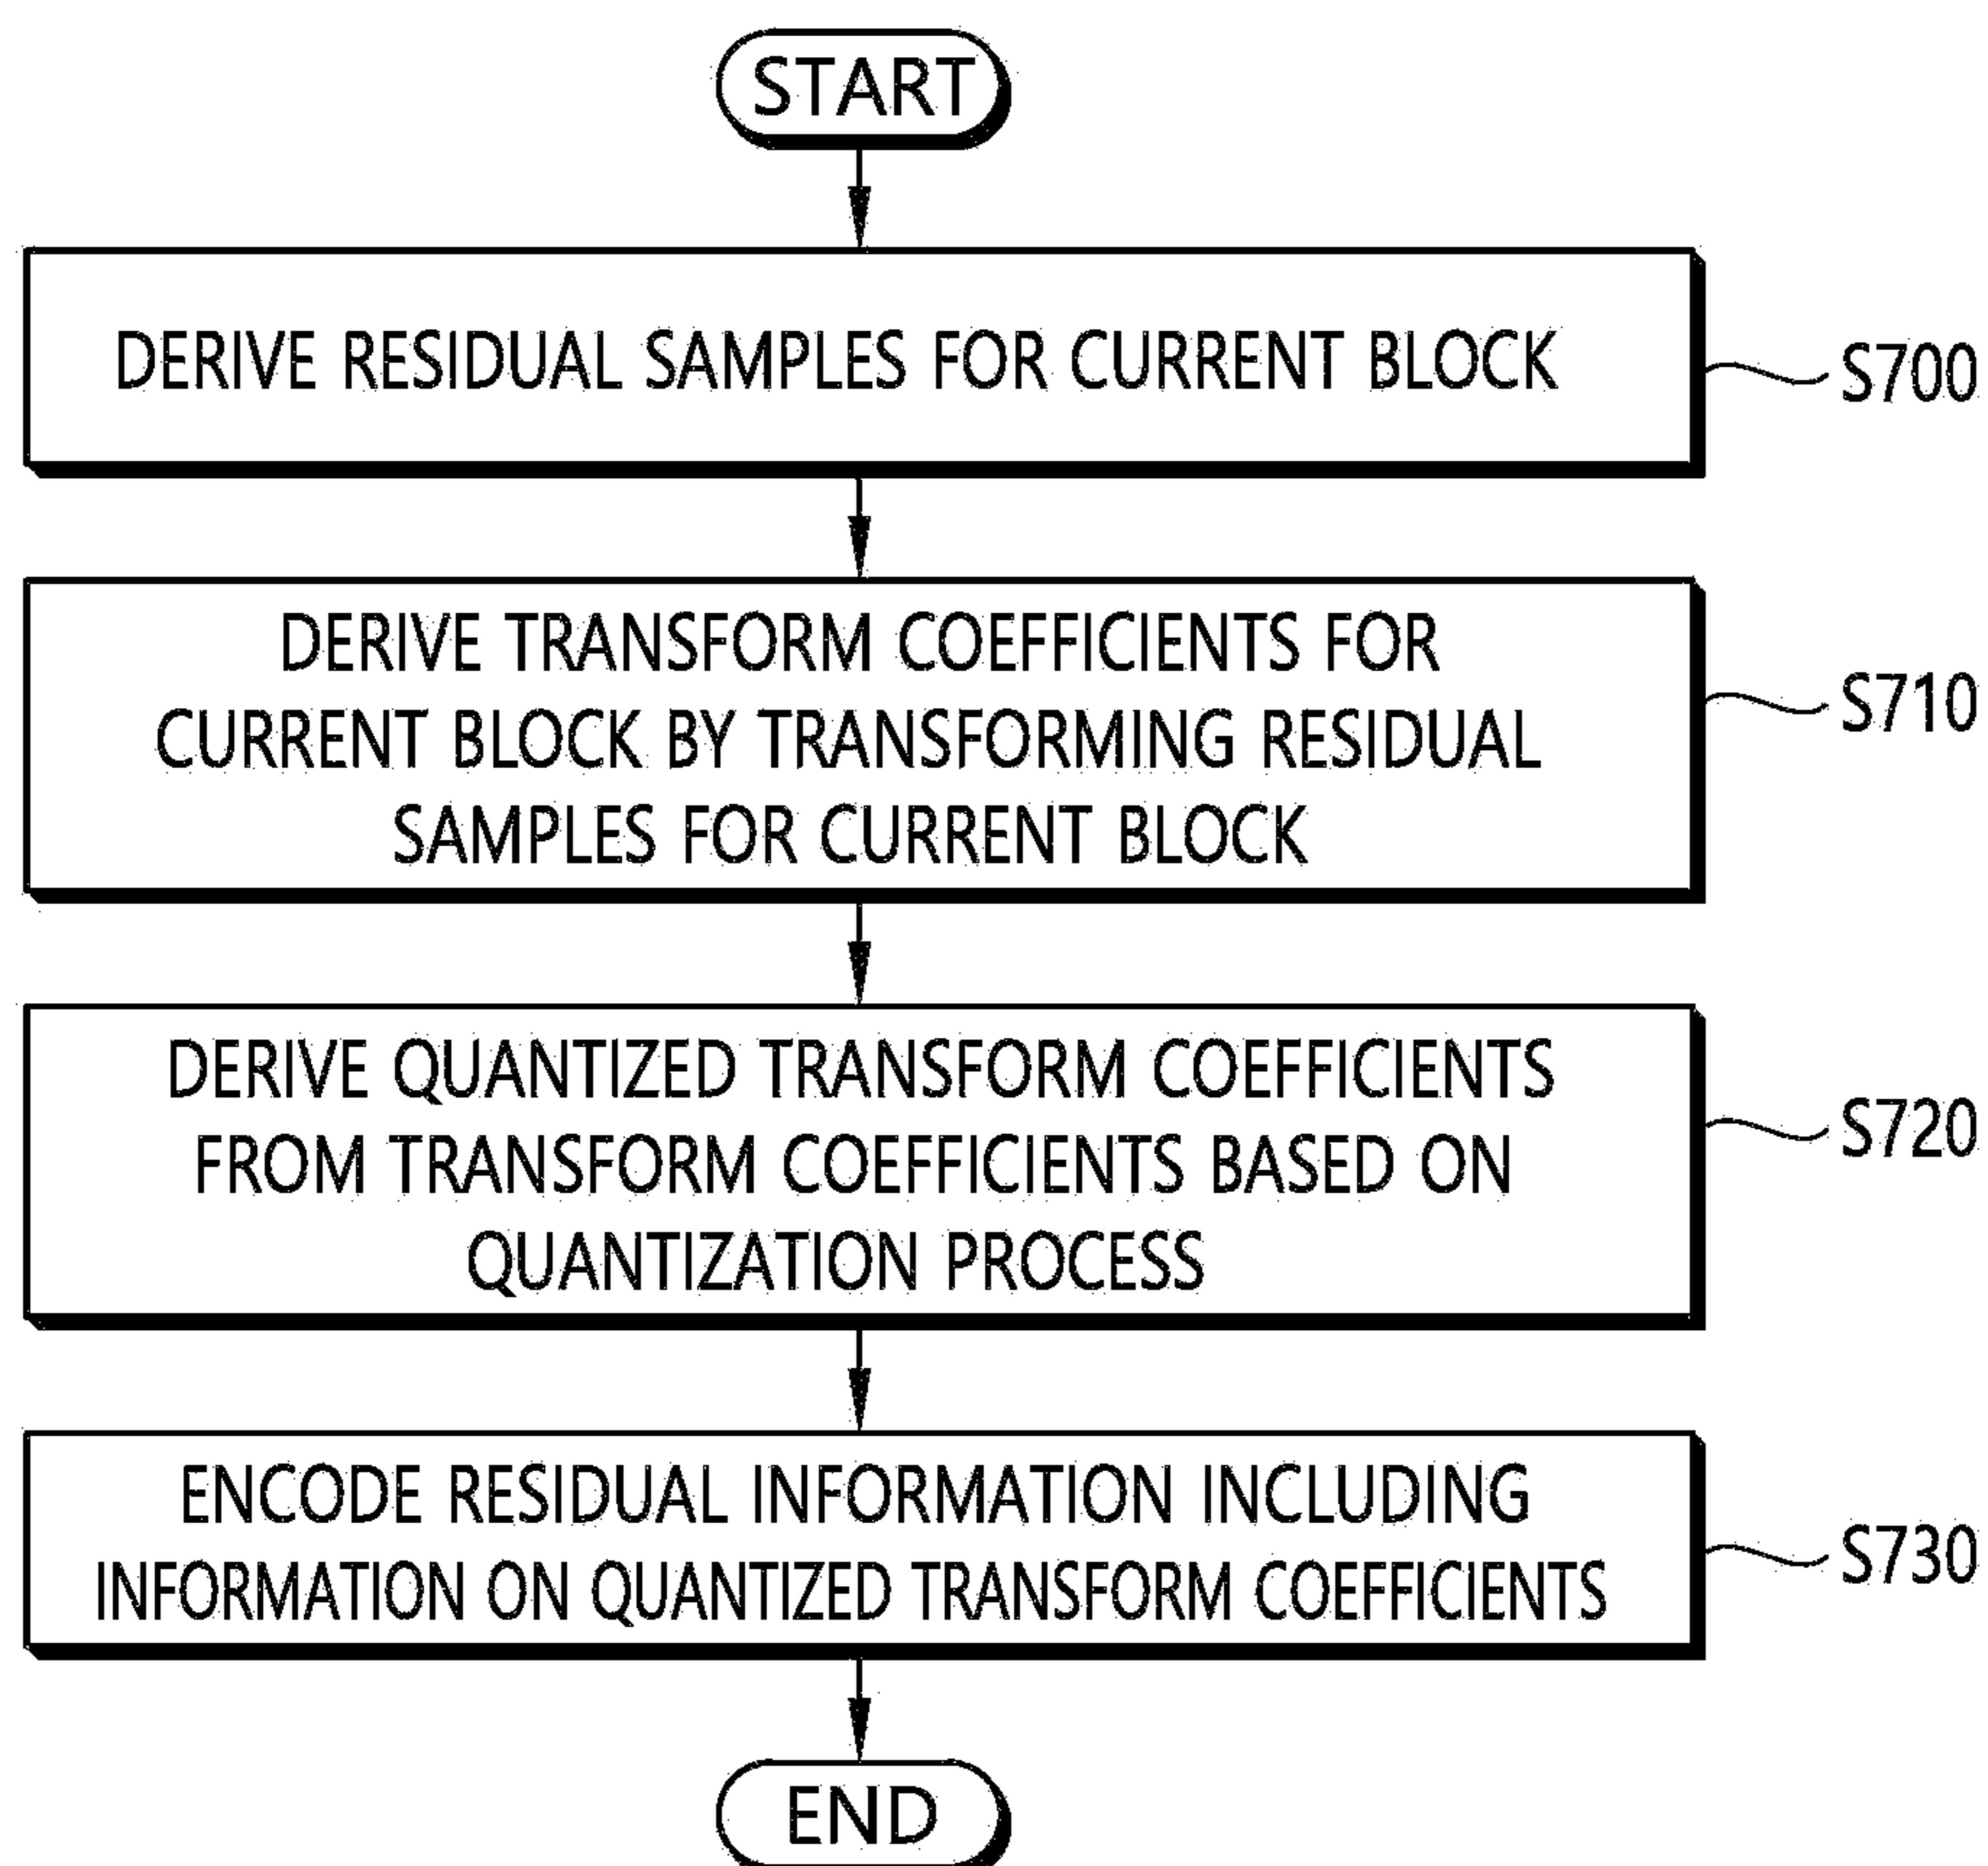 START
DERIVE RESIDUAL SAMPLES FOR CURRENT BLOCK
S700
DERIVE TRANSFORM COEFFICIENTS FOR
CURRENT BLOCK BY TRANSFORMING RESIDUAL
SAMPLES FOR CURRENT BLOCK
S710
DERIVE QUANTIZED TRANSFORM COEFFICIENTS
FROM TRANSFORM COEFFICIENTS BASED ON
QUANTIZATION PROCESS
S720
ENCODE RESIDUAL INFORMATION INCLUDING
INFORMATION ON QUANTIZED TRANSFORM COEFFICIENTS
S730
END